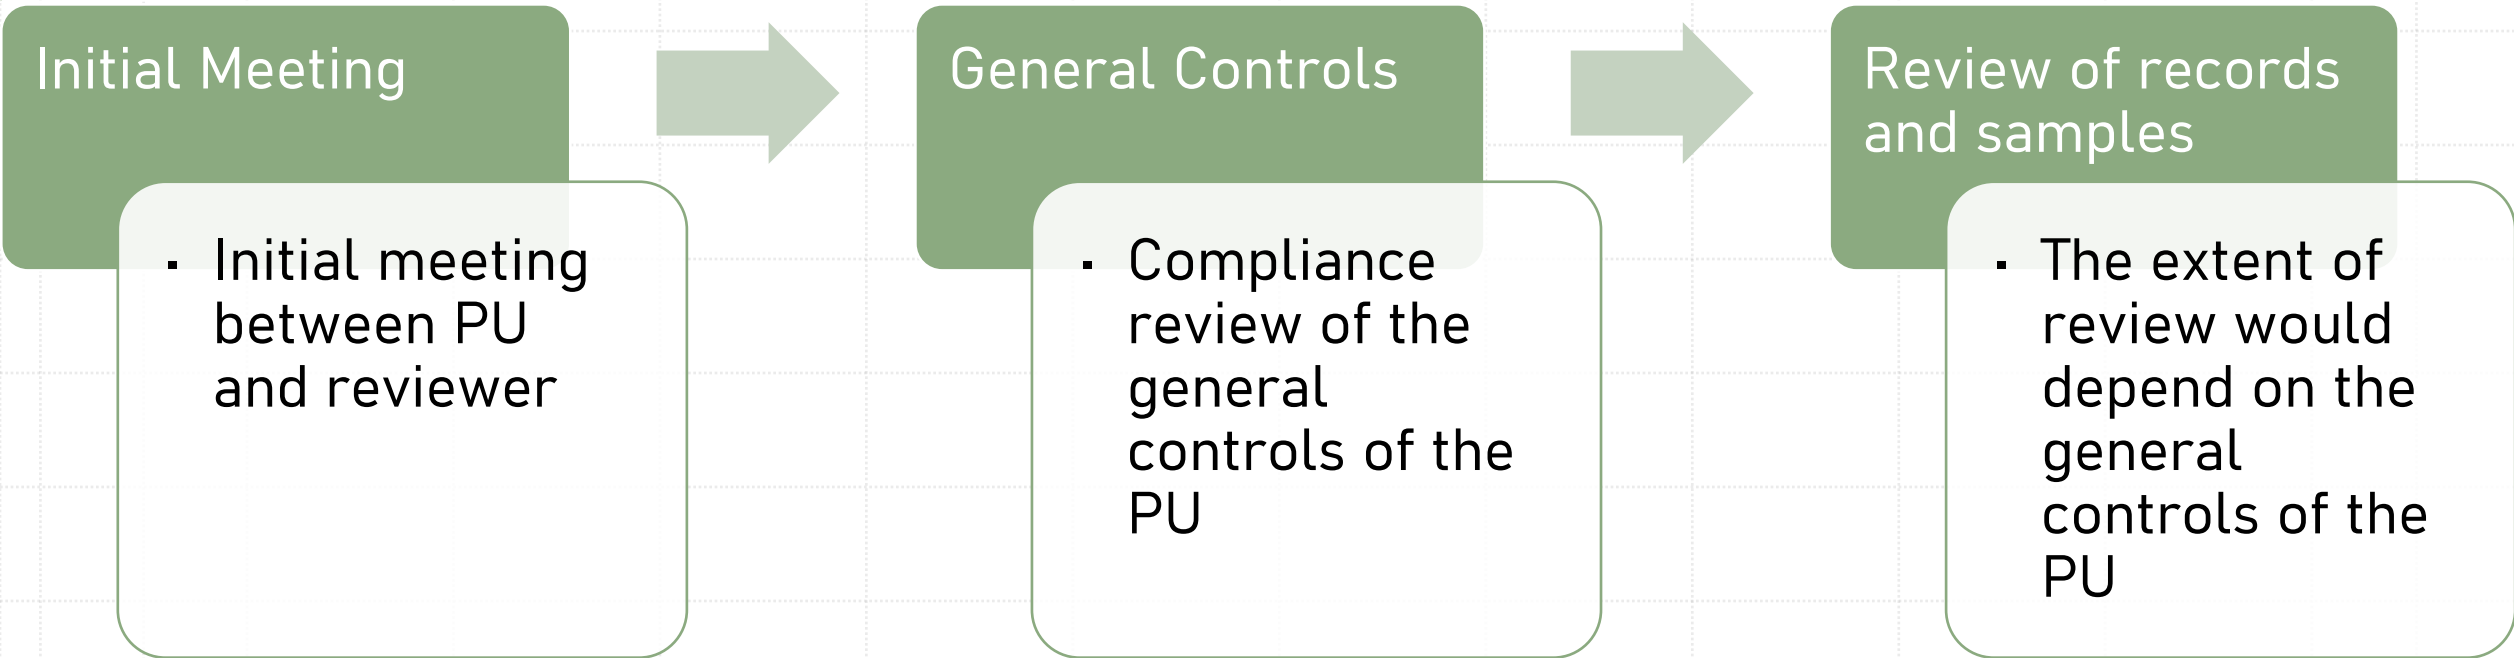 Initial Meeting
▪ Initial meeting
between PU
and reviewer
General Controls
▪ Compliance
review of the
general
controls of the
PU
Review of records
and samples
▪ The extent of
review would
depend on the
general
controls of the
PU